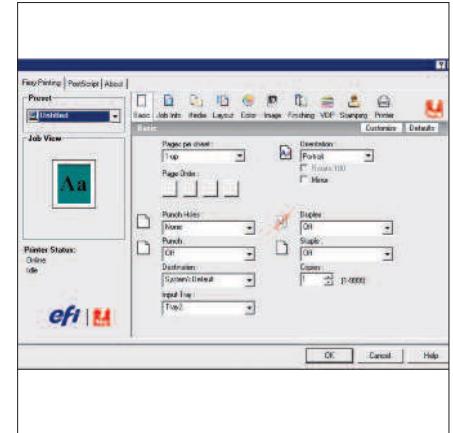 ?
Fiery Printing PostScript About
Preset
Untitled
Job View
Aa
Printer Status:
Online
Idle
efi
Basic Job Info Media Layout Color Image Finishing VDP Stamping Printer
Basic Customize Defaults
Pages per sheet:
1-up
Page Order:
Orientation:
Portrait
Rotate 180
Mirror
Punch Holes:
None
Punch:
Off
Destination:
System's Default
Input Tray:
Tray2
Duplex:
Off
Staple:
Off
Copies:
1 [1-9999]
OK Cancel Help